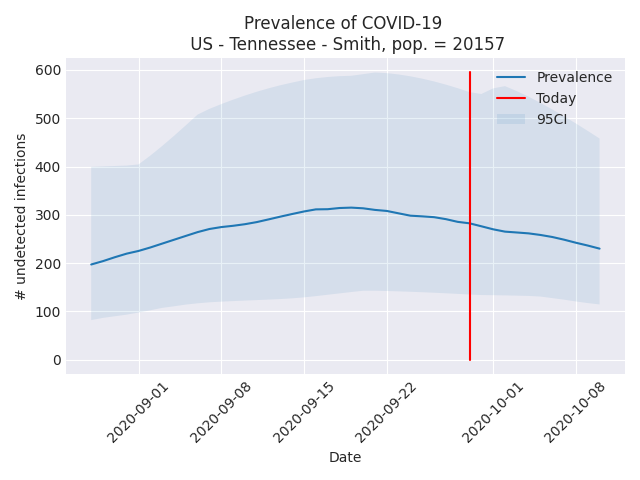 Prevalence of COVID-19
US - Tennessee - Smith, pop. = 20157
Prevalence
Today
95CI
# undetected infections
600
500
400
300
200
100
0
2020-09-01
2020-09-08
2020-09-15
2020-09-22
2020-10-01
2020-10-08
Date